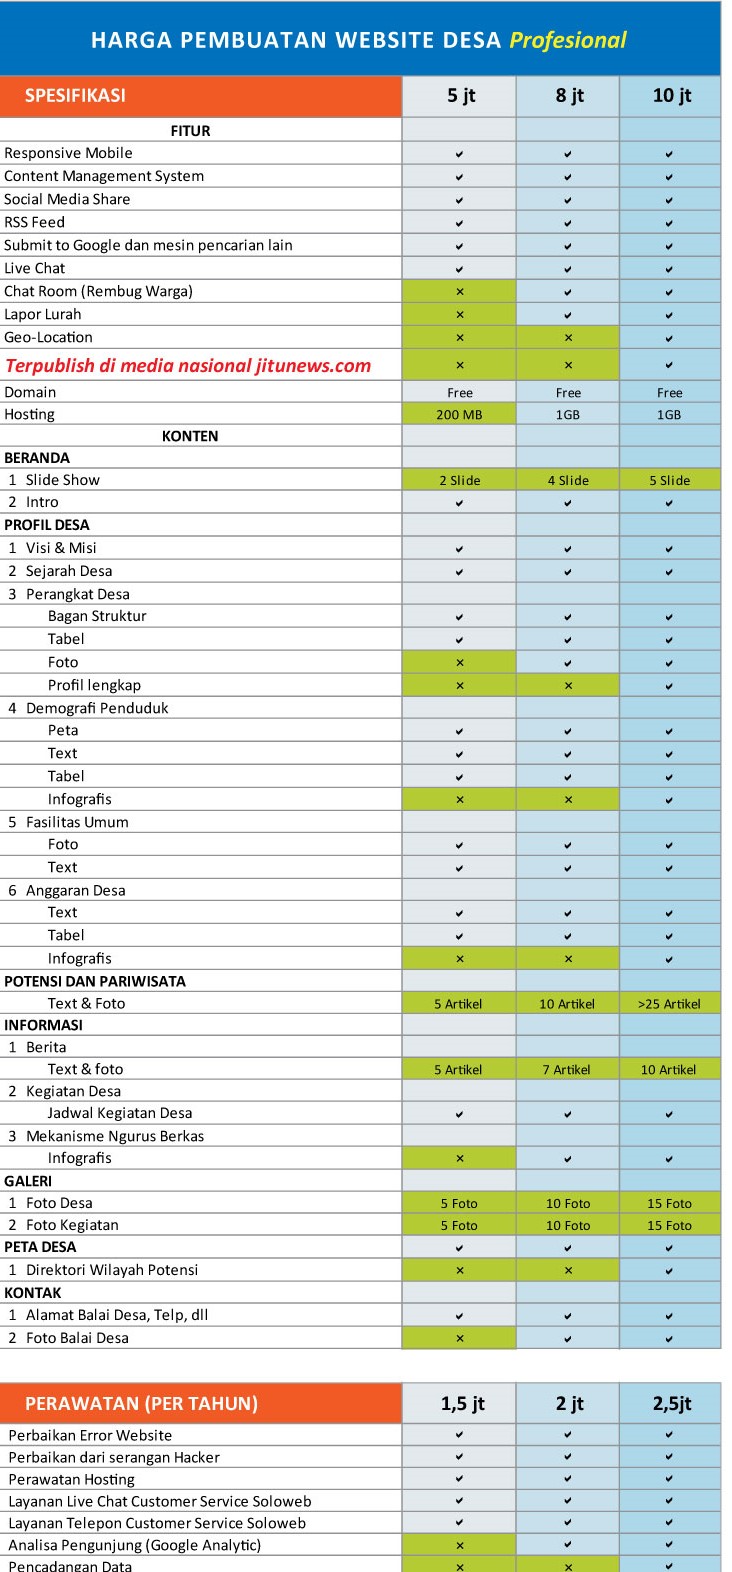 HARGA PEMBUATAN WEBSITE DESA Profesional
SPESIFIKASI 5 jt 8 jt 10 jt
FITUR
Responsive Mobile ✔ ✔ ✔
Content Management System ✔ ✔ ✔
Social Media Share ✔ ✔ ✔
RSS Feed ✔ ✔ ✔
Submit to Google dan mesin pencarian lain ✔ ✔ ✔
Live Chat ✔ ✔ ✔
Chat Room (Rembug Warga) × ✔ ✔
Lapor Lurah × ✔ ✔
Geo-Location × × ✔
Terpublish di media nasional jitunews.com × × ✔
Domain Free Free Free
Hosting 200 MB 1GB 1GB
KONTEN
BERANDA
1 Slide Show 2 Slide 4 Slide 5 Slide
2 Intro ✔ ✔ ✔
PROFIL DESA
1 Visi & Misi ✔ ✔ ✔
2 Sejarah Desa ✔ ✔ ✔
3 Perangkat Desa
Bagan Struktur ✔ ✔ ✔
Tabel ✔ ✔ ✔
Foto × ✔ ✔
Profil lengkap × × ✔
4 Demografi Penduduk
Peta ✔ ✔ ✔
Text ✔ ✔ ✔
Tabel ✔ ✔ ✔
Infografis × × ✔
5 Fasilitas Umum
Foto ✔ ✔ ✔
Text ✔ ✔ ✔
6 Anggaran Desa
Text ✔ ✔ ✔
Tabel ✔ ✔ ✔
Infografis × × ✔
POTENSI DAN PARIWISATA
Text & Foto 5 Artikel 10 Artikel >25 Artikel
INFORMASI
1 Berita
Text & foto 5 Artikel 7 Artikel 10 Artikel
2 Kegiatan Desa
Jadwal Kegiatan Desa ✔ ✔ ✔
3 Mekanisme Ngurus Berkas
Infografis × ✔ ✔
GALERI
1 Foto Desa 5 Foto 10 Foto 15 Foto
2 Foto Kegiatan 5 Foto 10 Foto 15 Foto
PETA DESA ✔ ✔ ✔
1 Direktori Wilayah Potensi × × ✔
KONTAK
1 Alamat Balai Desa, Telp, dll ✔ ✔ ✔
2 Foto Balai Desa × ✔ ✔
PERAWATAN (PER TAHUN) 1,5 jt 2 jt 2,5jt
Perbaikan Error Website ✔ ✔ ✔
Perbaikan dari serangan Hacker ✔ ✔ ✔
Perawatan Hosting ✔ ✔ ✔
Layanan Live Chat Customer Service Soloweb ✔ ✔ ✔
Layanan Telepon Customer Service Soloweb ✔ ✔ ✔
Analisa Pengunjung (Google Analytic) × ✔ ✔
Pencadangan Data × × ✔